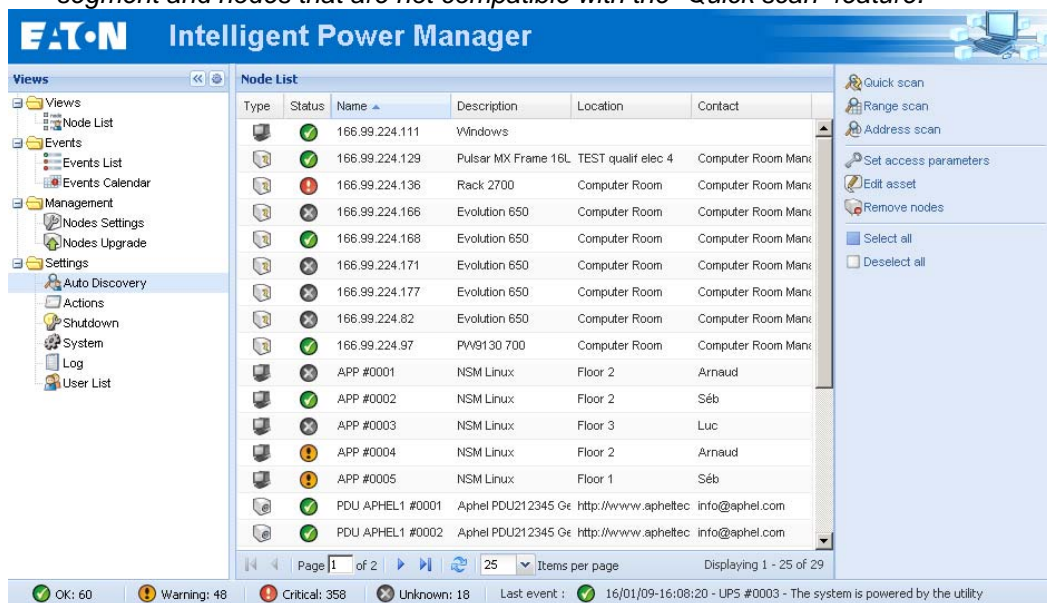 segment and nodes that are not compatible with the "Quick scan" feature.
EATON Intelligent Power Manager
Views
Views
Node List
Events
Events List
Events Calendar
Management
Nodes Settings
Nodes Upgrade
Settings
Auto Discovery
Actions
Shutdown
System
Log
User List
Node List
Type Status Name Description Location Contact
166.99.224.111 Windows
166.99.224.129 Pulsar MX Frame 16L TEST qualif elec 4 Computer Room Mana
166.99.224.136 Rack 2700 Computer Room Computer Room Mana
166.99.224.166 Evolution 650 Computer Room Computer Room Mana
166.99.224.168 Evolution 650 Computer Room Computer Room Mana
166.99.224.171 Evolution 650 Computer Room Computer Room Mana
166.99.224.177 Evolution 650 Computer Room Computer Room Mana
166.99.224.82 Evolution 650 Computer Room Computer Room Mana
166.99.224.97 PW9130 700 Computer Room Computer Room Mana
APP #0001 NSM Linux Floor 2 Arnaud
APP #0002 NSM Linux Floor 2 Séb
APP #0003 NSM Linux Floor 3 Luc
APP #0004 NSM Linux Floor 2 Arnaud
APP #0005 NSM Linux Floor 1 Séb
PDU APHEL1 #0001 Aphel PDU212345 Ge http://www.apheltec info@aphel.com
PDU APHEL1 #0002 Aphel PDU212345 Ge http://www.apheltec info@aphel.com
Page 1 of 2 25 Items per page Displaying 1 - 25 of 29
Quick scan
Range scan
Address scan
Set access parameters
Edit asset
Remove nodes
Select all
Deselect all
OK: 60 Warning: 48 Critical: 358 Unknown: 18 Last event : 16/01/09-16:08:20 - UPS #0003 - The system is powered by the utility